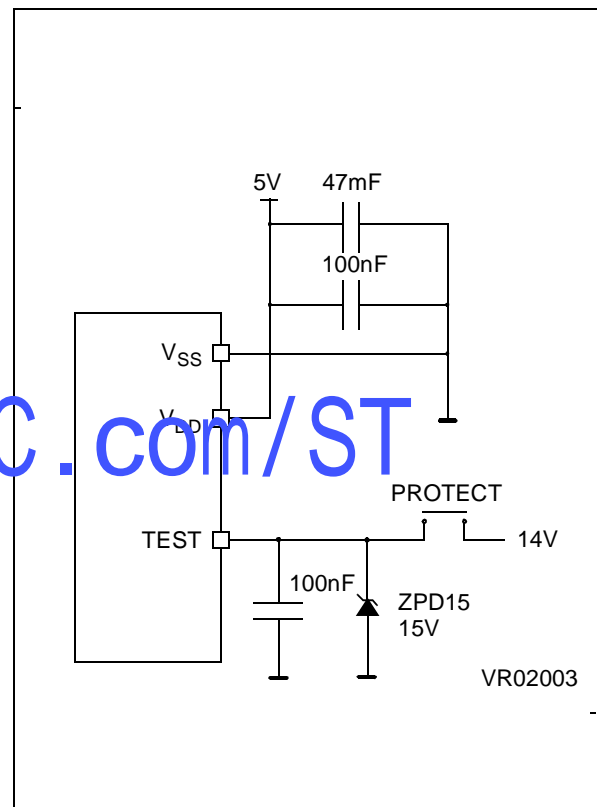 5V 47mF
100nF
VSS
VDD
C.com/ST
PROTECT
TEST
14V
100nF
ZPD15
15V
VR02003